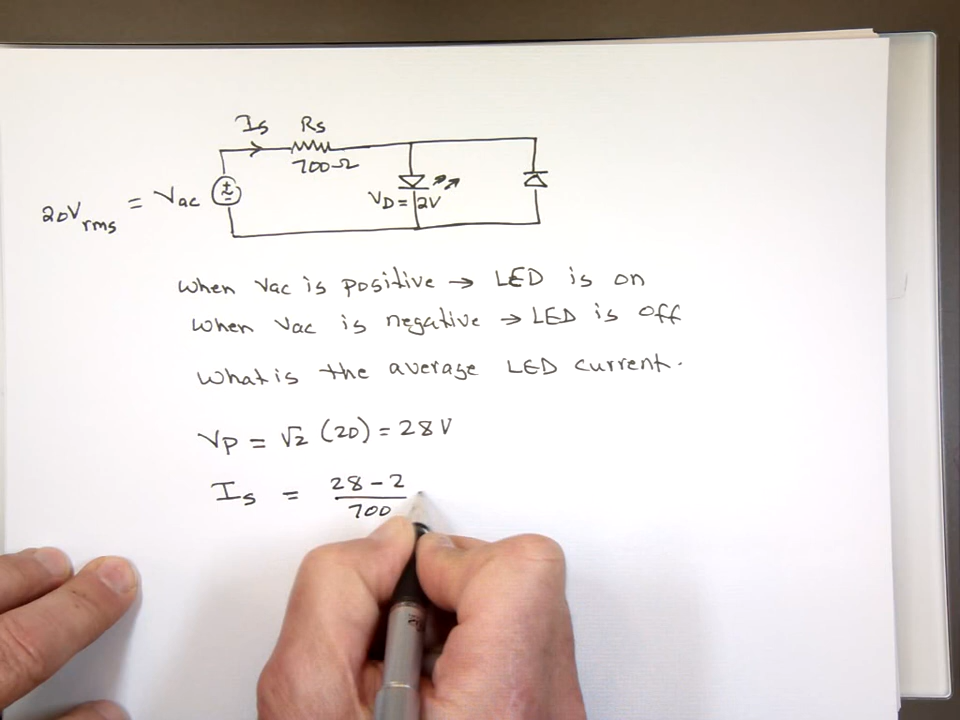 Is Rs
700Ω
20Vrms = Vac
VD = 2V
When Vac is positive → LED is on
When Vac is negative → LED is off
What is the average LED current.
Vp = √2 (20) = 28V
Is = 28 - 2
700